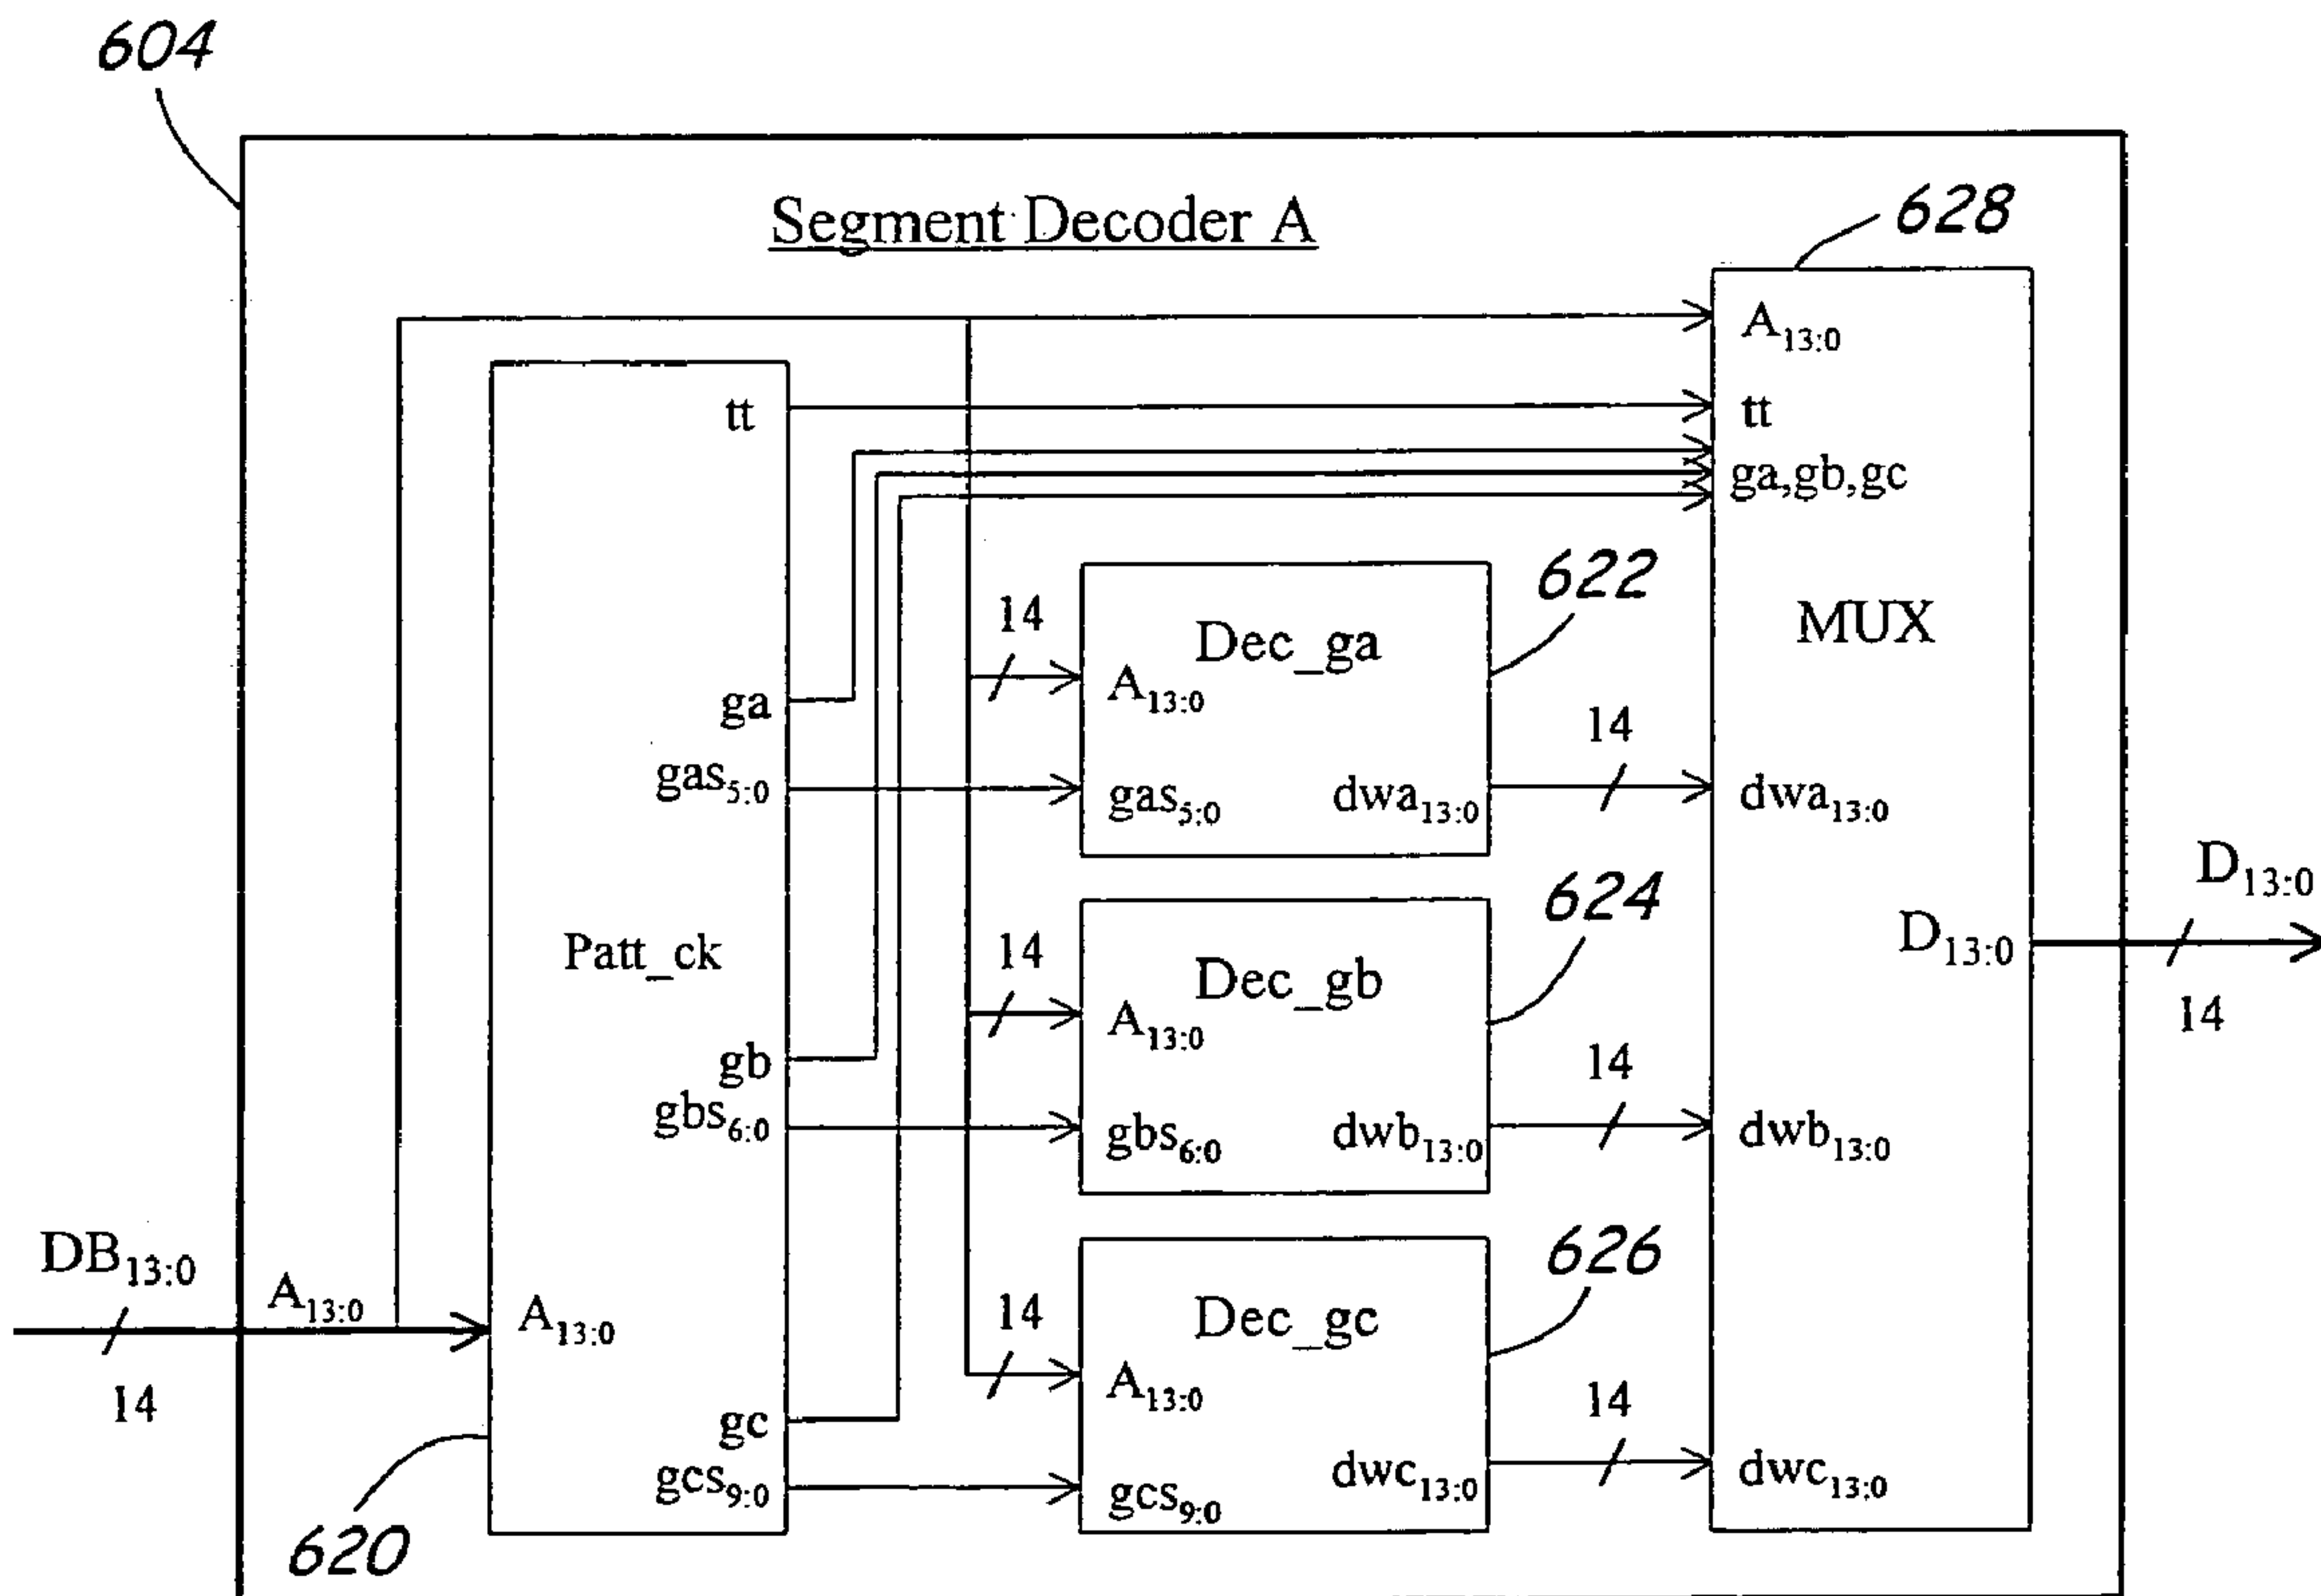 604
Segment Decoder A
628
A13:0
tt
tt
ga,gb,gc
622
14
Dec_ga
MUX
A13:0
ga
14
gas5:0
gas5:0
dwa13:0
dwa13:0
624
D13:0
14
Dec_gb
D13:0
Patt_ck
A13:0
14
gb
14
gbs6:0
gbs6:0
dwb13:0
dwb13:0
626
DB13:0
A13:0
14
Dec_gc
A13:0
14
A13:0
14
gc
gcs9:0
gcs9:0
dwc13:0
dwc13:0
620